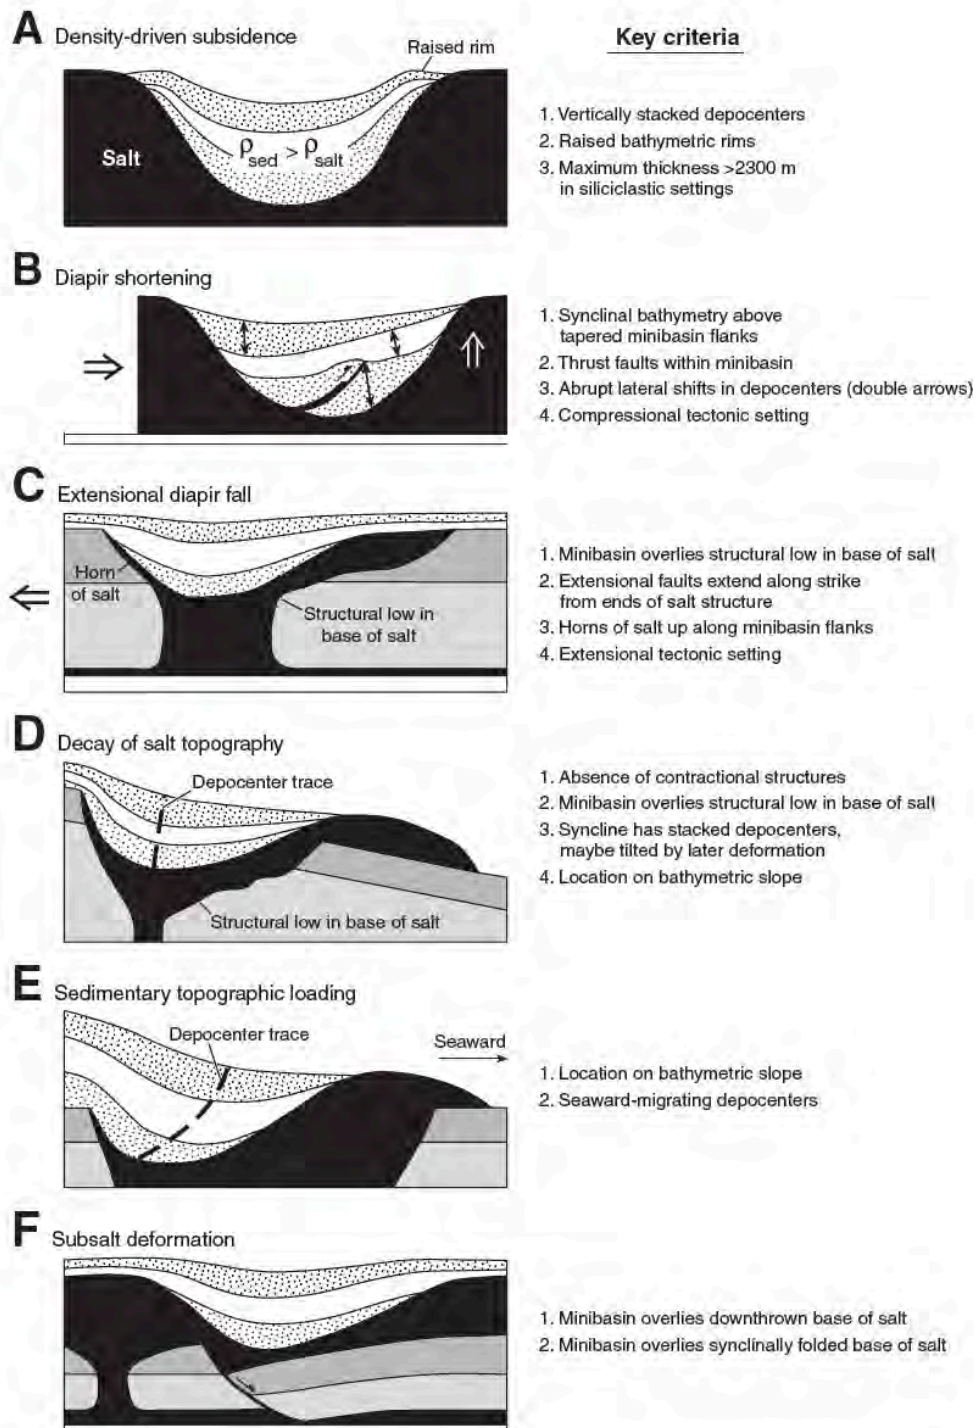 A Density-driven subsidence
Key criteria
Raised rim
Salt
ρsed > ρsalt
1. Vertically stacked depocenters
2. Raised bathymetric rims
3. Maximum thickness >2300 m
in siliciclastic settings
B Diapir shortening
1. Synclinal bathymetry above
tapered minibasin flanks
2. Thrust faults within minibasin
3. Abrupt lateral shifts in depocenters (double arrows)
4. Compressional tectonic setting
C Extensional diapir fall
Horn
of salt
Structural low in
base of salt
1. Minibasin overlies structural low in base of salt
2. Extensional faults extend along strike
from ends of salt structure
3. Horns of salt up along minibasin flanks
4. Extensional tectonic setting
D Decay of salt topography
Depocenter trace
Structural low in base of salt
1. Absence of contractional structures
2. Minibasin overlies structural low in base of salt
3. Syncline has stacked depocenters,
maybe tilted by later deformation
4. Location on bathymetric slope
E Sedimentary topographic loading
Depocenter trace
Seaward
1. Location on bathymetric slope
2. Seaward-migrating depocenters
F Subsalt deformation
1. Minibasin overlies downthrown base of salt
2. Minibasin overlies synclinally folded base of salt